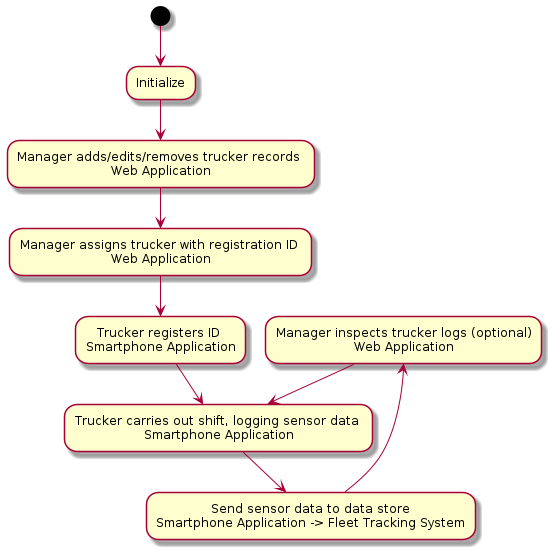 Initialize
Manager adds/edits/removes trucker records
Web Application
Manager assigns trucker with registration ID
Web Application
Trucker registers ID
Smartphone Application
Manager inspects trucker logs (optional)
Web Application
Trucker carries out shift, logging sensor data
Smartphone Application
Send sensor data to data store
Smartphone Application -> Fleet Tracking System